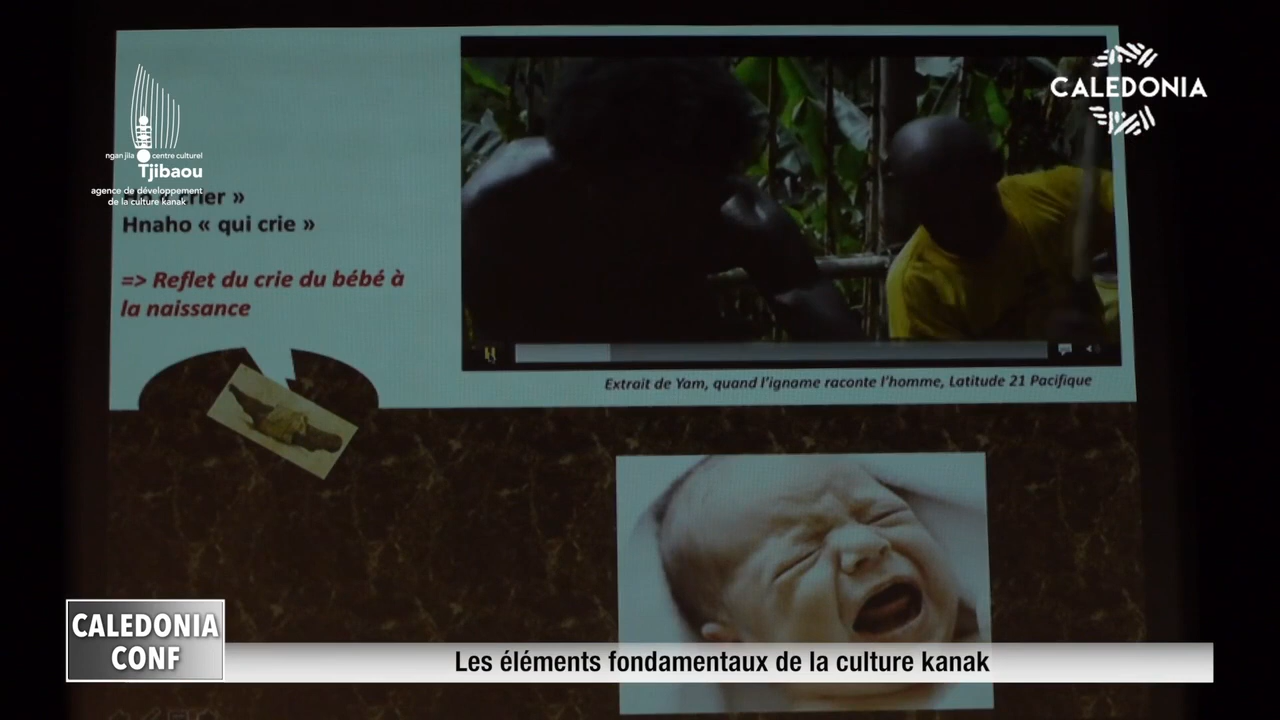 CALEDONIA
ngan jila centre culturel
Tjibaou
agence de développement
de la culture kanak
crier »
Hnaho « qui crie »
=> Reflet du crie du bébé à
la naissance
Extrait de Yam, quand l'igname raconte l'homme, Latitude 21 Pacifique
CALEDONIA
CONF
Les éléments fondamentaux de la culture kanak